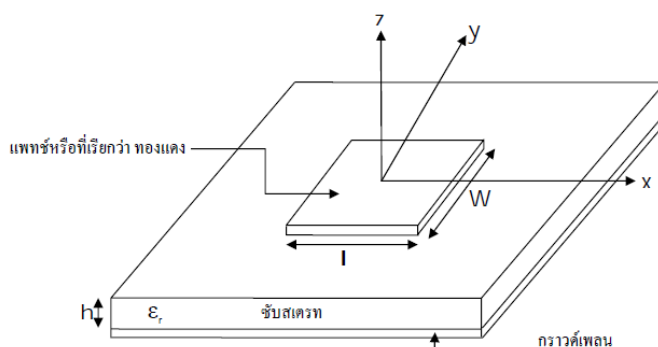 z
y
แพทช์หรือที่เรียกว่า ทองแดง
x
W
l
h
εr
ซับสเตรท
กราวด์เพลน